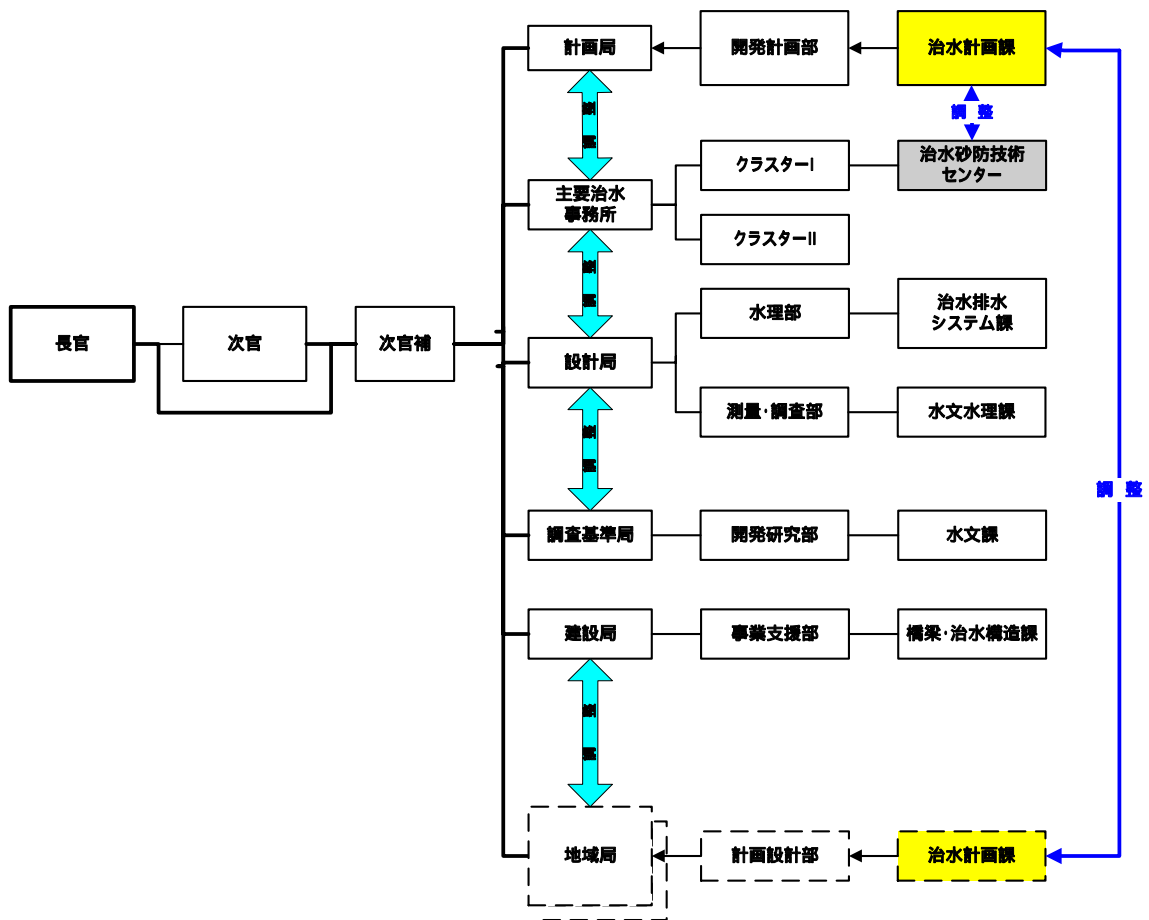 計画局
開発計画部
治水計画課
調整
調 整
主要治水
事務所
クラスターI
治水砂防技術
センター
クラスターII
調整
長官
次官
次官補
設計局
水理部
治水排水
システム課
測量・調査部
水文水理課
調整
調 整
調査基準局
開発研究部
水文課
建設局
事業支援部
橋梁・治水構造課
調整
地域局
計画設計部
治水計画課